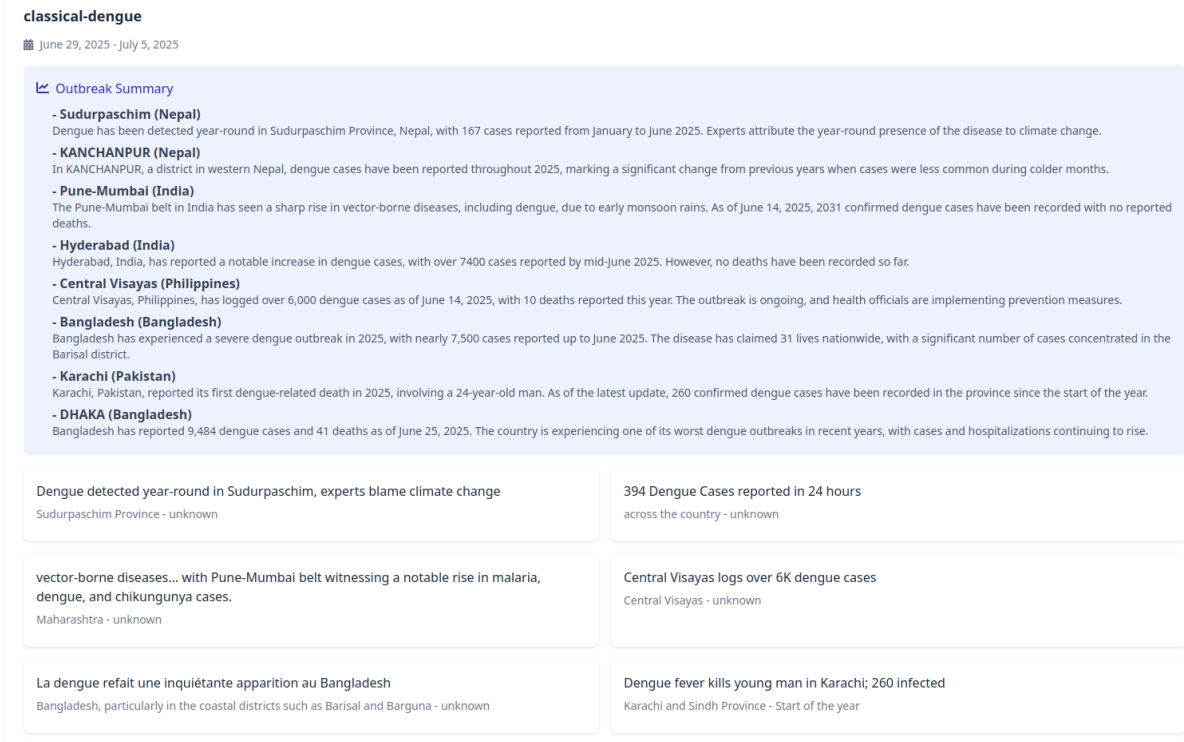 classical-dengue
June 29, 2025 - July 5, 2025
Outbreak Summary
- Sudurpaschim (Nepal)
Dengue has been detected year-round in Sudurpaschim Province, Nepal, with 167 cases reported from January to June 2025. Experts attribute the year-round presence of the disease to climate change.
- KANCHANPUR (Nepal)
In KANCHANPUR, a district in western Nepal, dengue cases have been reported throughout 2025, marking a significant change from previous years when cases were less common during colder months.
- Pune-Mumbai (India)
The Pune-Mumbai belt in India has seen a sharp rise in vector-borne diseases, including dengue, due to early monsoon rains. As of June 14, 2025, 2031 confirmed dengue cases have been recorded with no reported
deaths.
- Hyderabad (India)
Hyderabad, India, has reported a notable increase in dengue cases, with over 7400 cases reported by mid-June 2025. However, no deaths have been recorded so far.
- Central Visayas (Philippines)
Central Visayas, Philippines, has logged over 6,000 dengue cases as of June 14, 2025, with 10 deaths reported this year. The outbreak is ongoing, and health officials are implementing prevention measures.
- Bangladesh (Bangladesh)
Bangladesh has experienced a severe dengue outbreak in 2025, with nearly 7,500 cases reported up to June 2025. The disease has claimed 31 lives nationwide, with a significant number of cases concentrated in the
Barisal district.
- Karachi (Pakistan)
Karachi, Pakistan, reported its first dengue-related death in 2025, involving a 24-year-old man. As of the latest update, 260 confirmed dengue cases have been recorded in the province since the start of the year.
- DHAKA (Bangladesh)
Bangladesh has reported 9,484 dengue cases and 41 deaths as of June 25, 2025. The country is experiencing one of its worst dengue outbreaks in recent years, with cases and hospitalizations continuing to rise.
Dengue detected year-round in Sudurpaschim, experts blame climate change
Sudurpaschim Province - unknown
394 Dengue Cases reported in 24 hours
across the country - unknown
vector-borne diseases... with Pune-Mumbai belt witnessing a notable rise in malaria,
dengue, and chikungunya cases.
Maharashtra - unknown
Central Visayas logs over 6K dengue cases
Central Visayas - unknown
La dengue refait une inquiétante apparition au Bangladesh
Bangladesh, particularly in the coastal districts such as Barisal and Barguna - unknown
Dengue fever kills young man in Karachi; 260 infected
Karachi and Sindh Province - Start of the year